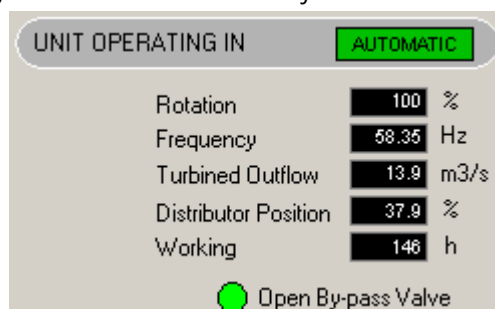 UNIT OPERATING IN AUTOMATIC
Rotation 100 %
Frequency 58.35 Hz
Turbined Outflow 13.9 m3/s
Distributor Position 37.9 %
Working 146 h
Open By-pass Valve